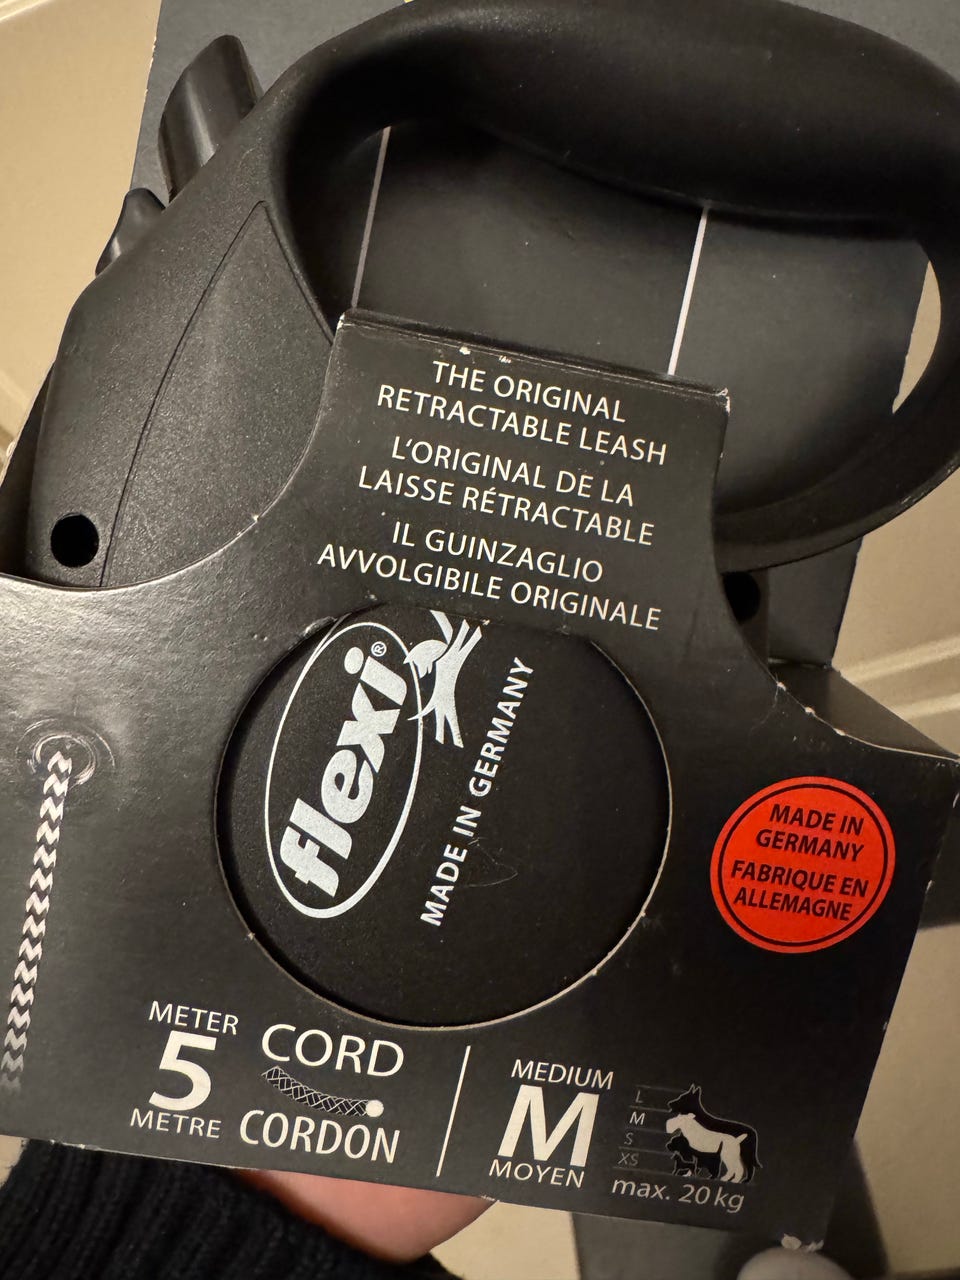 THE ORIGINAL
RETRACTABLE LEASH
L'ORIGINAL DE LA
LAISSE RÉTRACTABLE
IL GUINZAGLIO
AVVOLGIBILE ORIGINALE
flexi®
MADE IN GERMANY
MADE IN
GERMANY
FABRIQUE EN
ALLEMAGNE
METER
5
METRE
CORD
CORDON
MEDIUM
M
MOYEN
L
M
S
XS
max. 20 kg